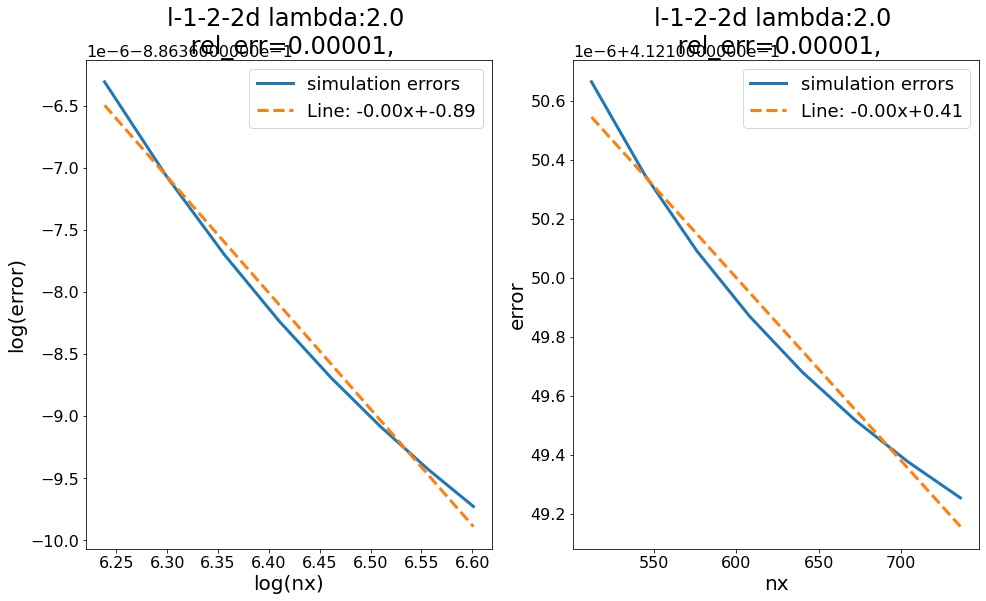 l-1-2-2d lambda:2.0
rel_err=0.00001,
1e−6−8.8636000000e−1
simulation errors
Line: -0.00x+-0.89
−6.5
−7.0
−7.5
−8.0
−8.5
−9.0
−9.5
−10.0
log(error)
6.25 6.30 6.35 6.40 6.45 6.50 6.55 6.60
log(nx)
l-1-2-2d lambda:2.0
rel_err=0.00001,
1e−6+4.1210000000e−1
simulation errors
Line: -0.00x+0.41
50.6
50.4
50.2
50.0
49.8
49.6
49.4
49.2
error
550 600 650 700
nx